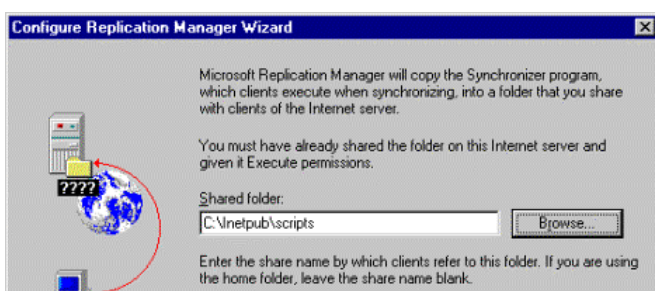 Configure Replication Manager Wizard
Microsoft Replication Manager will copy the Synchronizer program,
which clients execute when synchronizing, into a folder that you share
with clients of the Internet server.
You must have already shared the folder on this Internet server and
given it Execute permissions.
????
Shared folder:
C:\Inetpub\scripts
Browse...
Enter the share name by which clients refer to this folder. If you are using
the home folder, leave the share name blank.